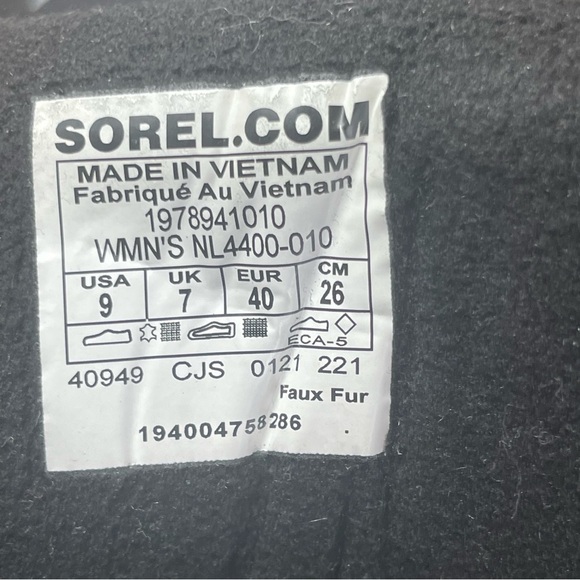 SOREL.COM
MADE IN VIETNAM
Fabriqué Au Vietnam
1978941010
WMN'S NL4400-010
USA UK EUR CM
9 7 40 26
ECA-5
40949 CJS 0121 221
Faux Fur
194004758286